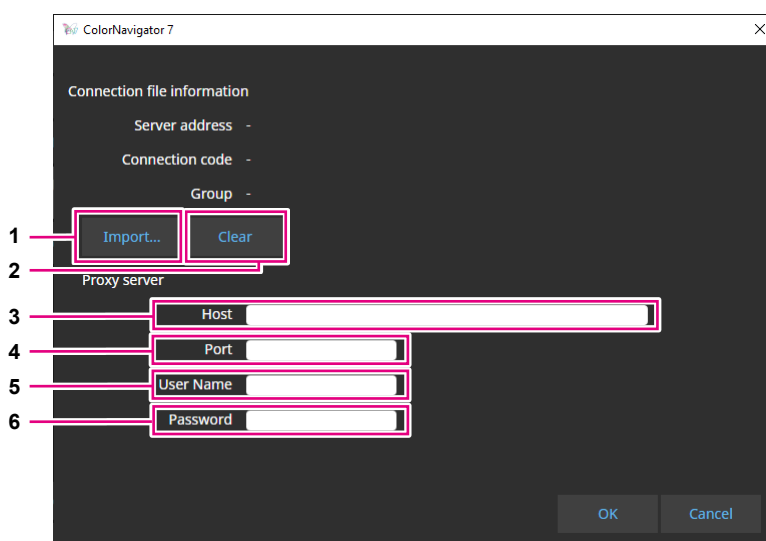 ColorNavigator 7
Connection file information
Server address -
Connection code -
Group -
1 Import... Clear
2
Proxy server
3 Host
4 Port
5 User Name
6 Password
OK Cancel